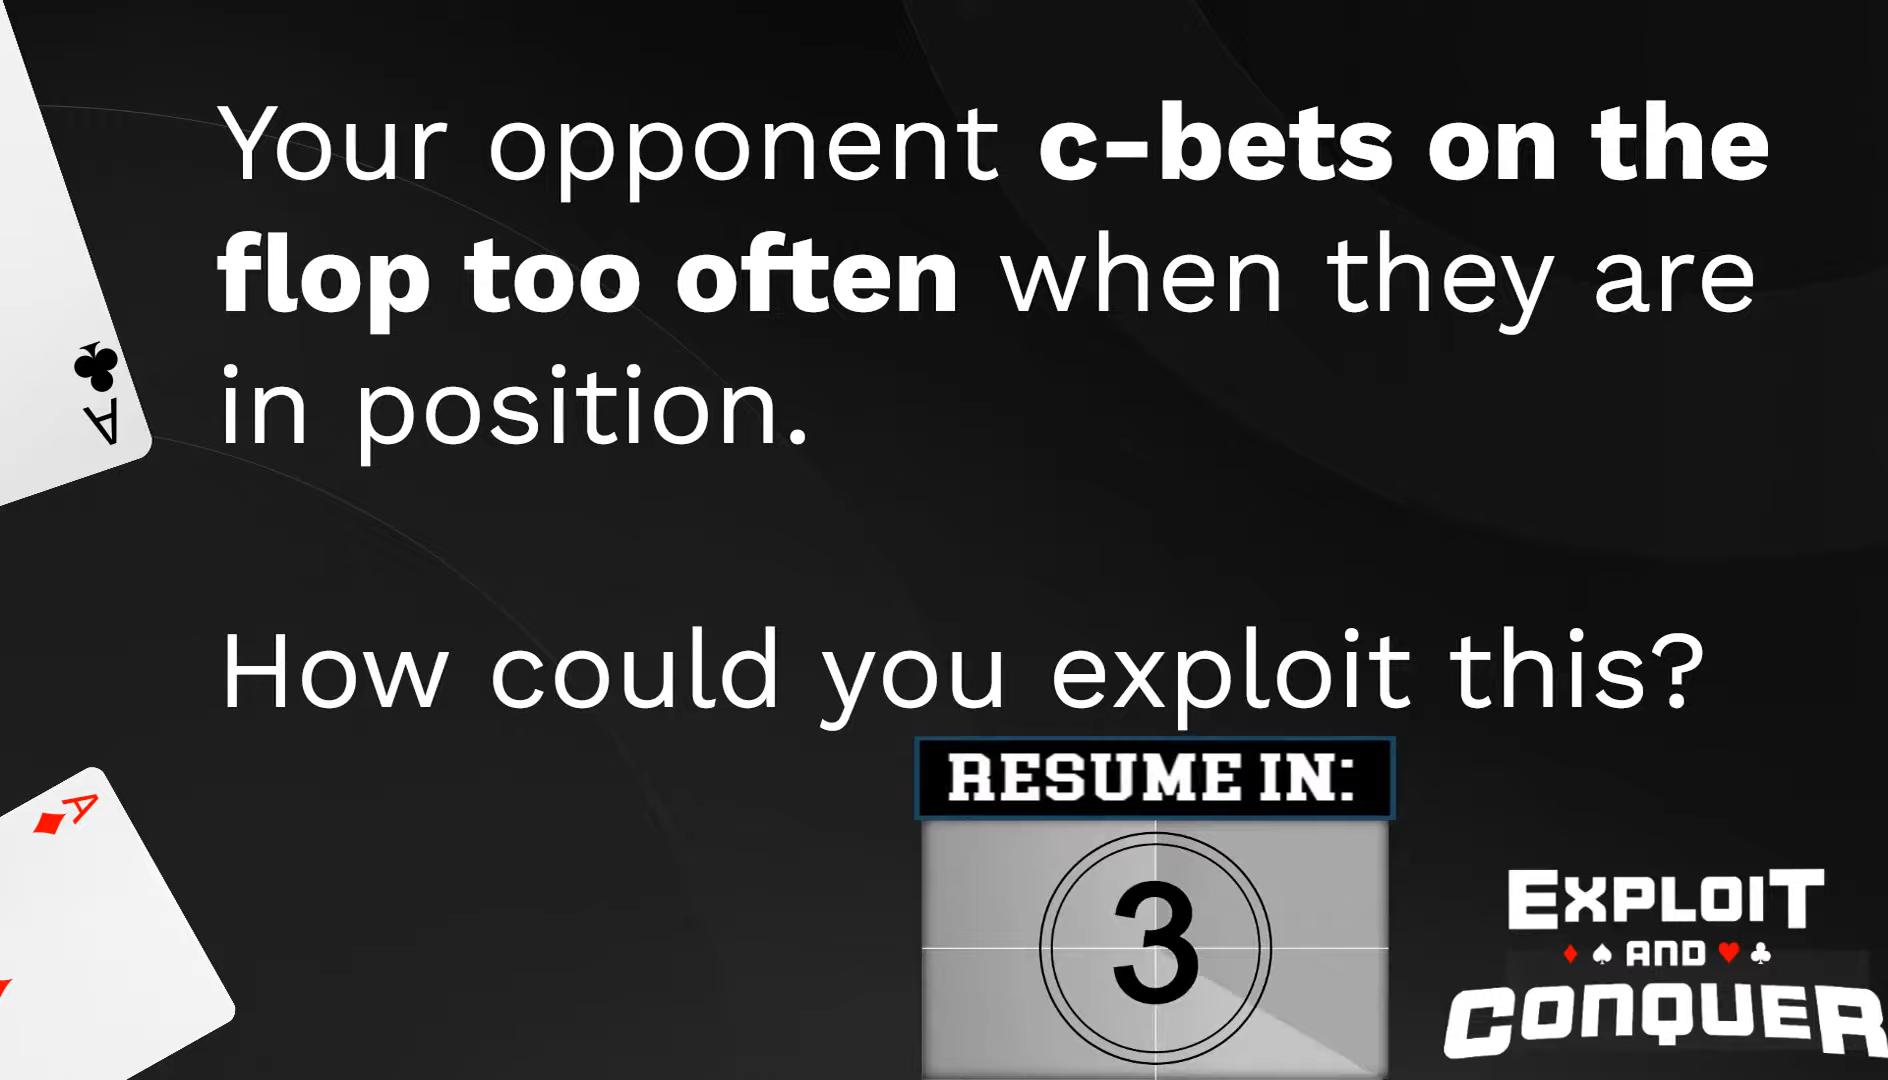 Your opponent c-bets on the
flop too often when they are
in position.
How could you exploit this?
RESUME IN:
3
EXPLOIT
AND
CONQUER
A
A